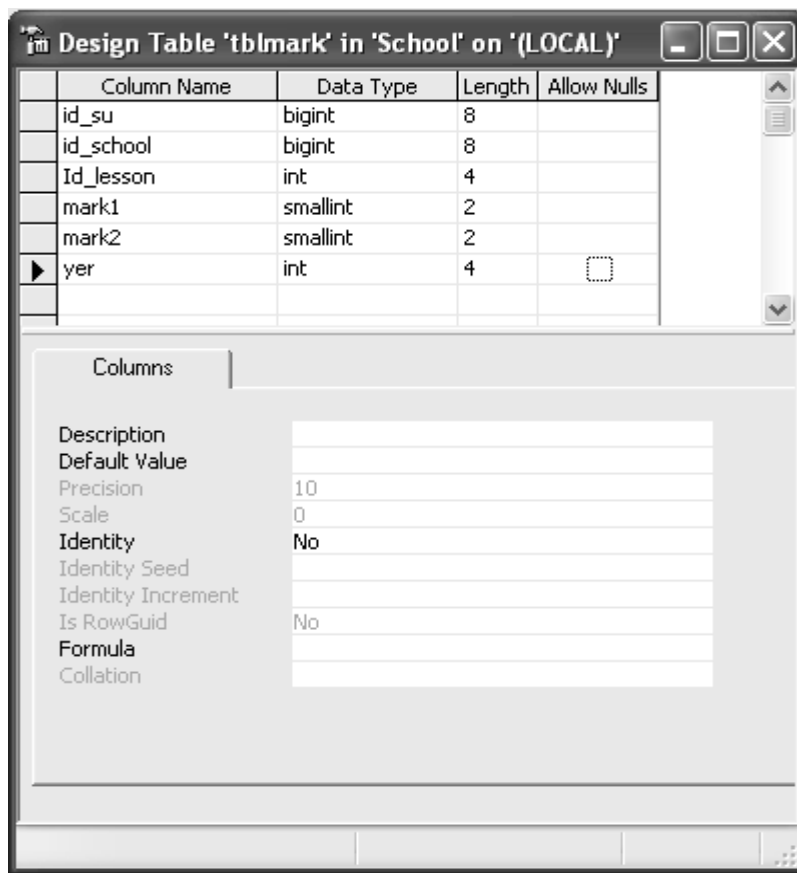 Design Table 'tblmark' in 'School' on '(LOCAL)'
Column Name Data Type Length Allow Nulls
id_su bigint 8
id_school bigint 8
Id_lesson int 4
mark1 smallint 2
mark2 smallint 2
yer int 4
Columns
Description
Default Value
Precision 10
Scale 0
Identity No
Identity Seed
Identity Increment
Is RowGuid No
Formula
Collation